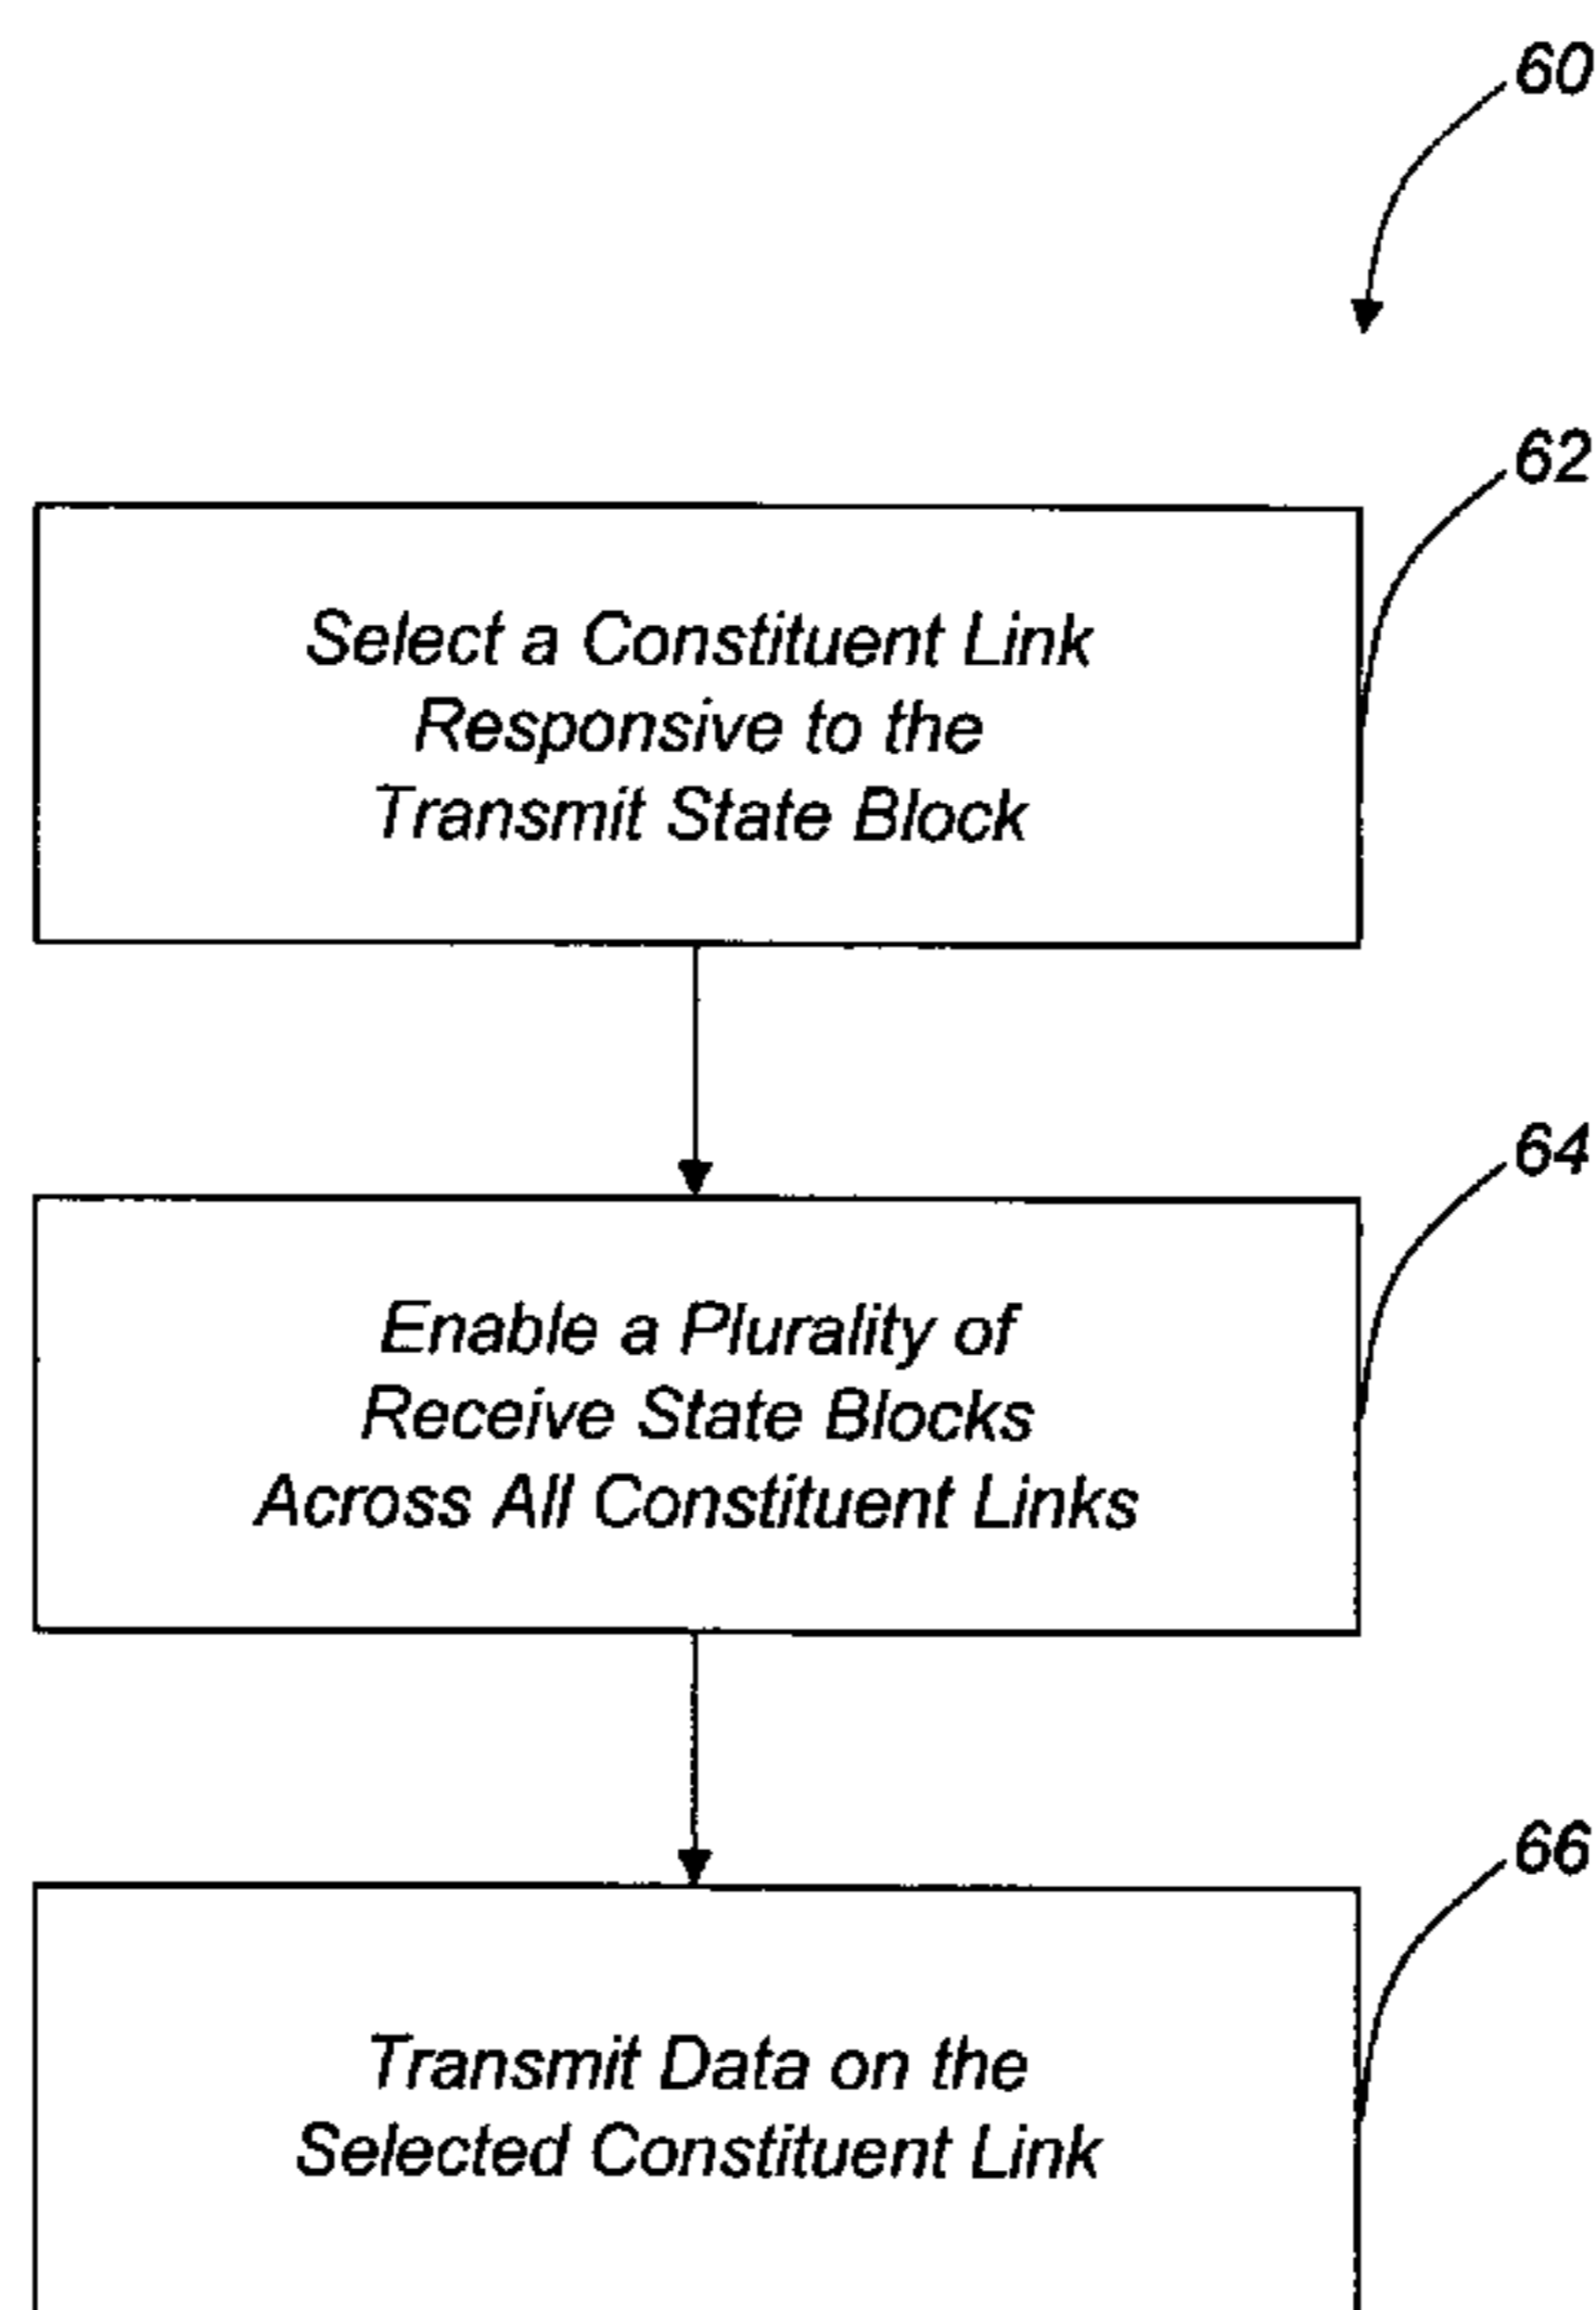 60
62
Select a Constituent Link
Responsive to the
Transmit State Block
64
Enable a Plurality of
Receive State Blocks
Across All Constituent Links
66
Transmit Data on the
Selected Constituent Link